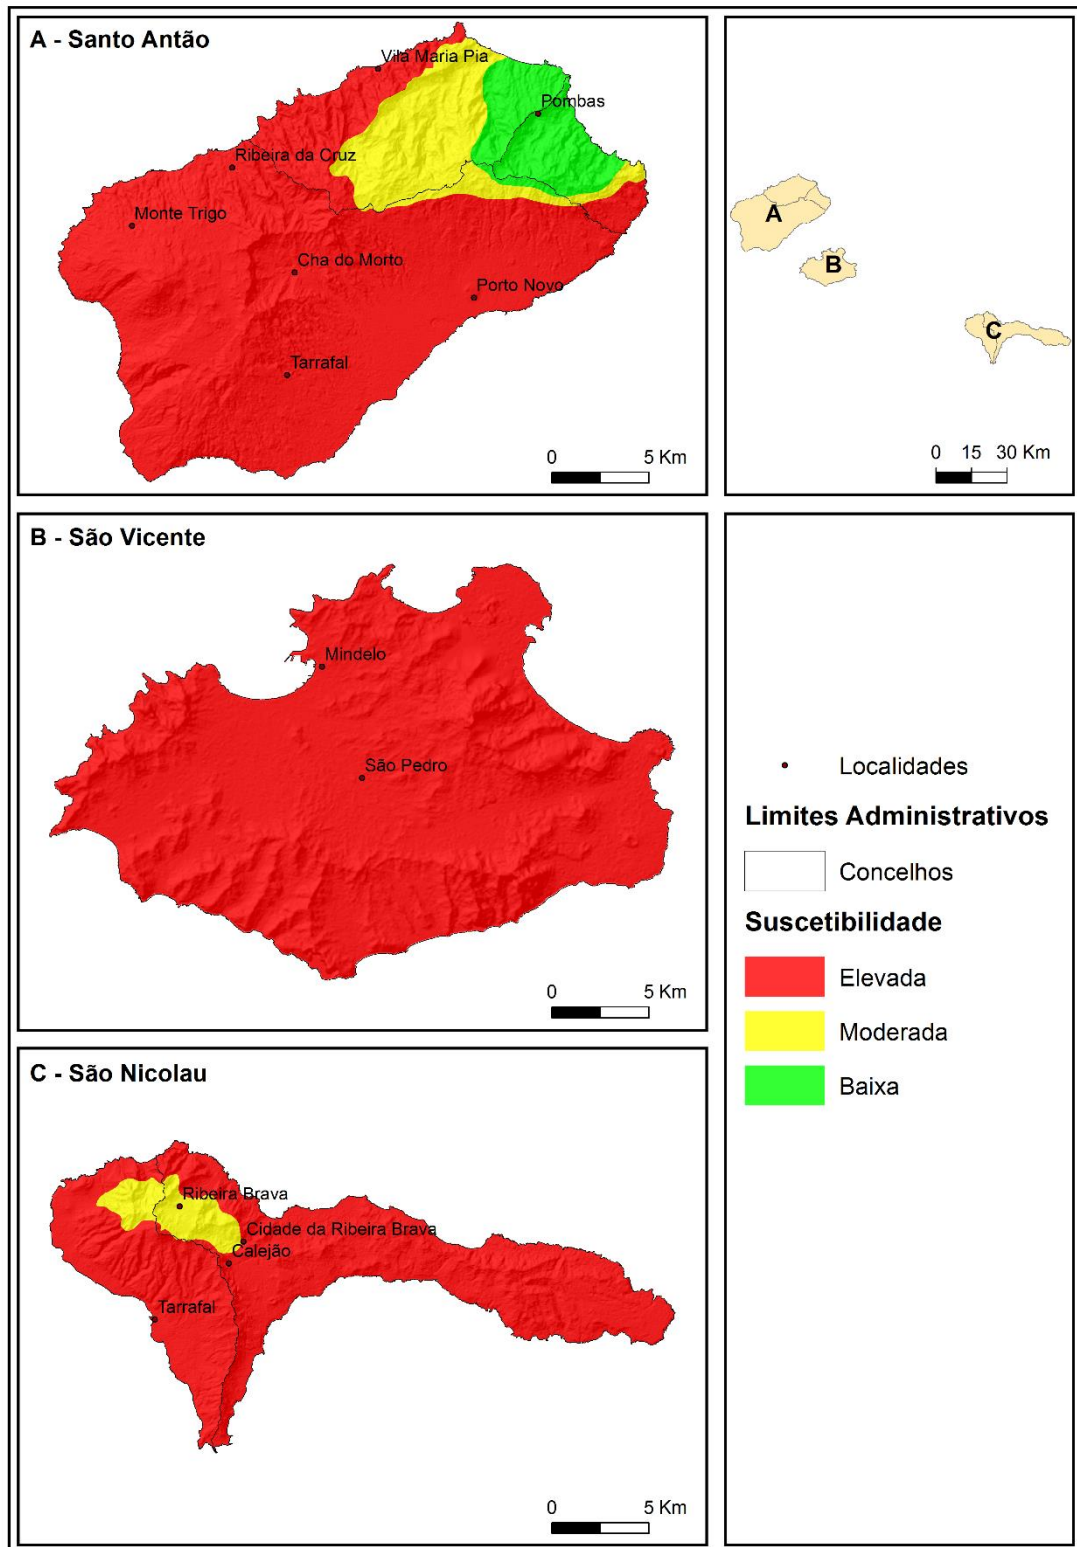 A - Santo Antão
Vila Maria Pia
Pombas
Ribeira da Cruz
Monte Trigo
Cha do Morto
Porto Novo
Tarrafal
0 5 Km
A
B
C
0 15 30 Km
B - São Vicente
Mindelo
São Pedro
0 5 Km
C - São Nicolau
Ribeira Brava
Cidade da Ribeira Brava
Calejão
Tarrafal
0 5 Km
Localidades
Limites Administrativos
Concelhos
Suscetibilidade
Elevada
Moderada
Baixa